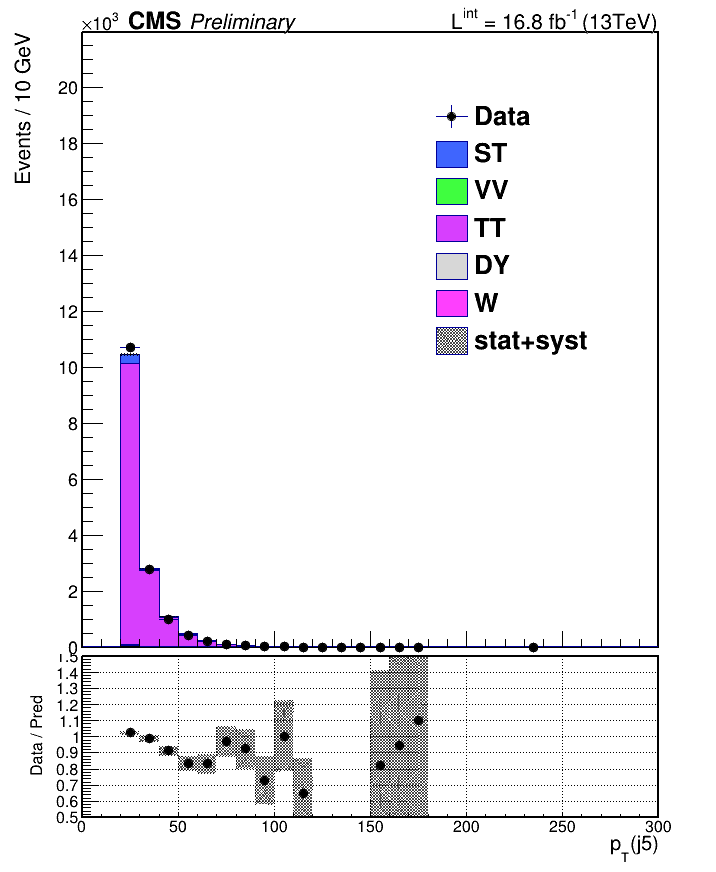 ×10³ CMS Preliminary L^int = 16.8 fb⁻¹ (13TeV)
Events / 10 GeV
20
18
16
14
12
10
8
6
4
2
0
Data
ST
VV
TT
DY
W
stat+syst
Data / Pred
1.5
1.4
1.3
1.2
1.1
1
0.9
0.8
0.7
0.6
0.5
0 50 100 150 200 250 300
p_T(j5)